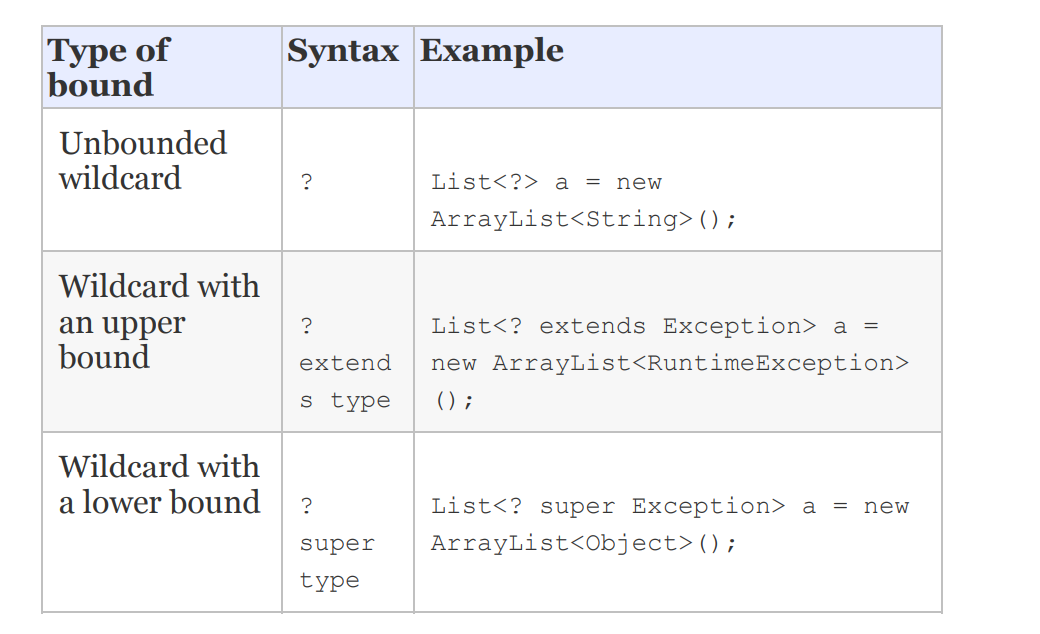 Type of
bound
Syntax
Example
Unbounded
wildcard
?
List<?> a = new
ArrayList<String>();
Wildcard with
an upper
bound
?
extend
s type
List<? extends Exception> a =
new ArrayList<RuntimeException>
();
Wildcard with
a lower bound
?
super
type
List<? super Exception> a = new
ArrayList<Object>();